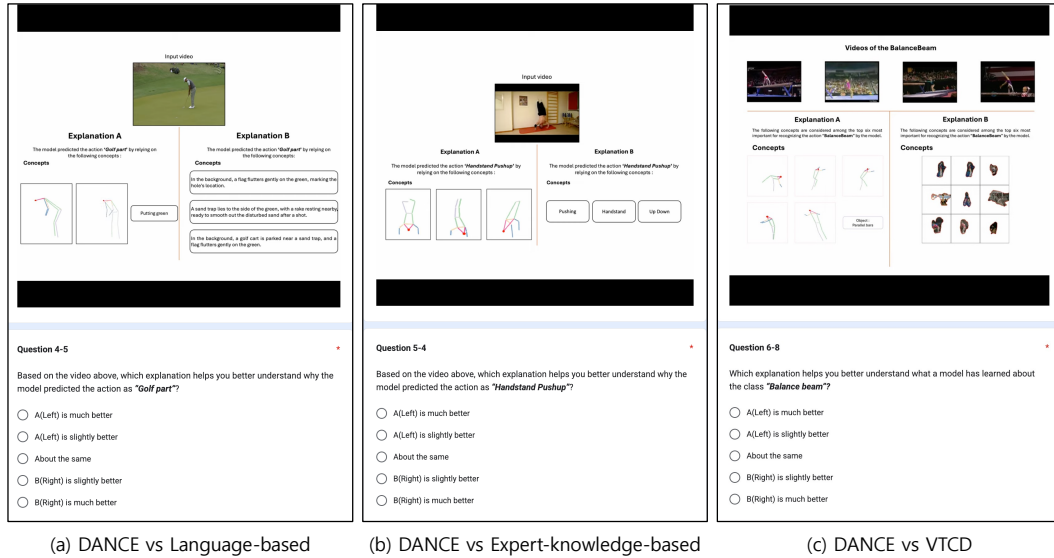 Input video
Explanation A
The model predicted the action "Golf part" by relying on
the following concepts :
Concepts
Putting green
Explanation B
The model predicted the action "Golf part" by relying on
the following concepts:
Concepts
In the background, a flag flutters gently on the green, marking the
hole's location.
A sand trap lies to the side of the green, with a rake resting nearby,
ready to smooth out the disturbed sand after a shot.
In the background, a golf cart is parked near a sand trap, and a
flag flutters gently on the green.
Question 4-5 *
Based on the video above, which explanation helps you better understand why the
model predicted the action as "Golf part"?
A(Left) is much better
A(Left) is slightly better
About the same
B(Right) is slightly better
B(Right) is much better
(a) DANCE vs Language-based
Input video
Explanation A
The model predicted the action 'Handstand Pushup' by
relying on the following concepts :
Concepts
Explanation B
The model predicted the action 'Handstand Pushup' by
relying on the following concepts :
Concepts
Pushing
Handstand
Up Down
Question 5-4 *
Based on the video above, which explanation helps you better understand why the
model predicted the action as "Handstand Pushup"?
A(Left) is much better
A(Left) is slightly better
About the same
B(Right) is slightly better
B(Right) is much better
(b) DANCE vs Expert-knowledge-based
Videos of the BalanceBeam
Explanation A
The following concepts are considered among the top six most
important for recognizing the action "BalanceBeam" by the model.
Concepts
Object :
Parallel bars
Explanation B
The following concepts are considered among the top six most
important for recognizing the action "BalanceBeam" by the model.
Concepts
Question 6-8 *
Which explanation helps you better understand what a model has learned about
the class "Balance beam"?
A(Left) is much better
A(Left) is slightly better
About the same
B(Right) is slightly better
B(Right) is much better
(c) DANCE vs VTCD